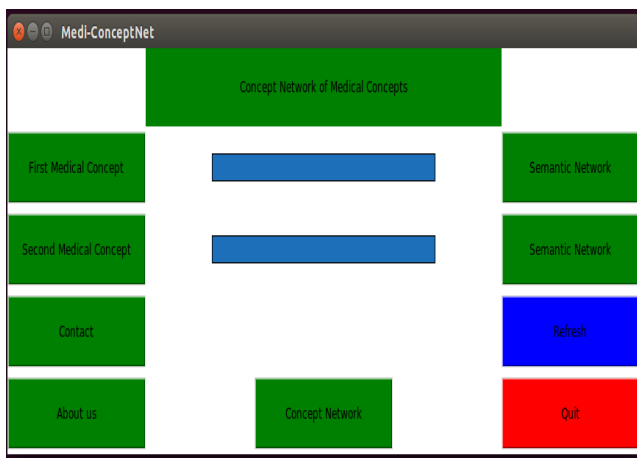 Medi-ConceptNet
Concept Network of Medical Concepts
First Medical Concept
Semantic Network
Second Medical Concept
Semantic Network
Contact
Refresh
About us
Concept Network
Quit